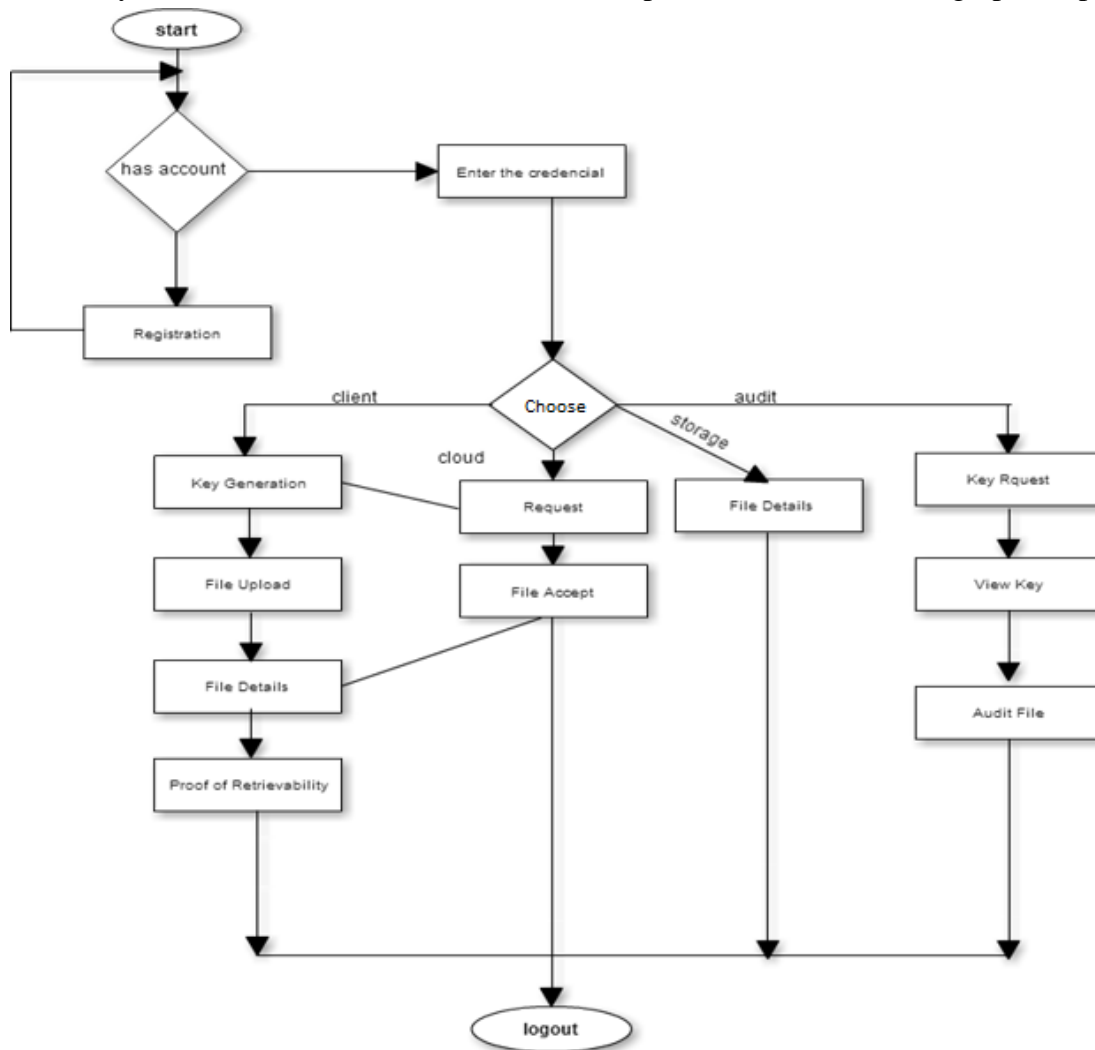 start
has account
Enter the credencial
Registration
client
Choose
audit
storage
cloud
Key Generation
Request
File Details
Key Rquest
File Upload
File Accept
View Key
File Details
Audit File
Proof of Retrievability
logout